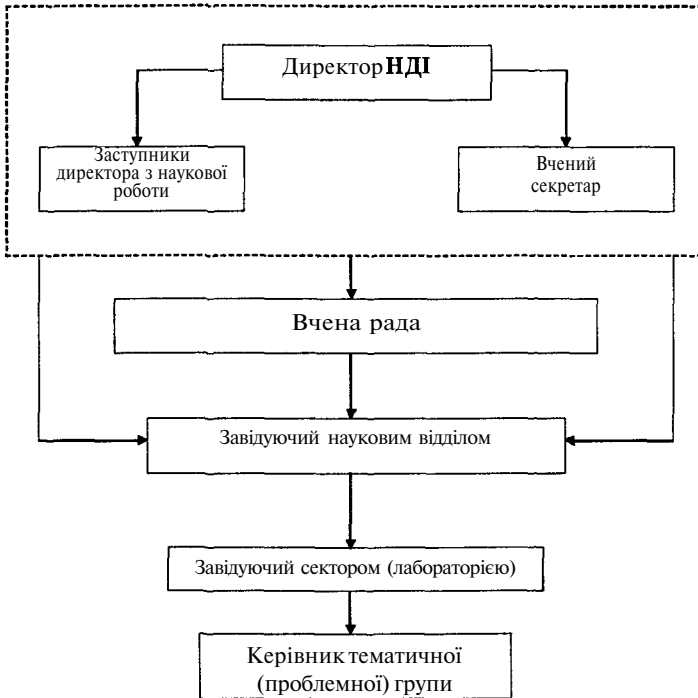 Директор НДІ
Заступники
директора з наукової
роботи
Вчений
секретар
Вчена рада
Завідуючий науковим відділом
Завідуючий сектором (лабораторією)
Керівник тематичної
(проблемної) групи